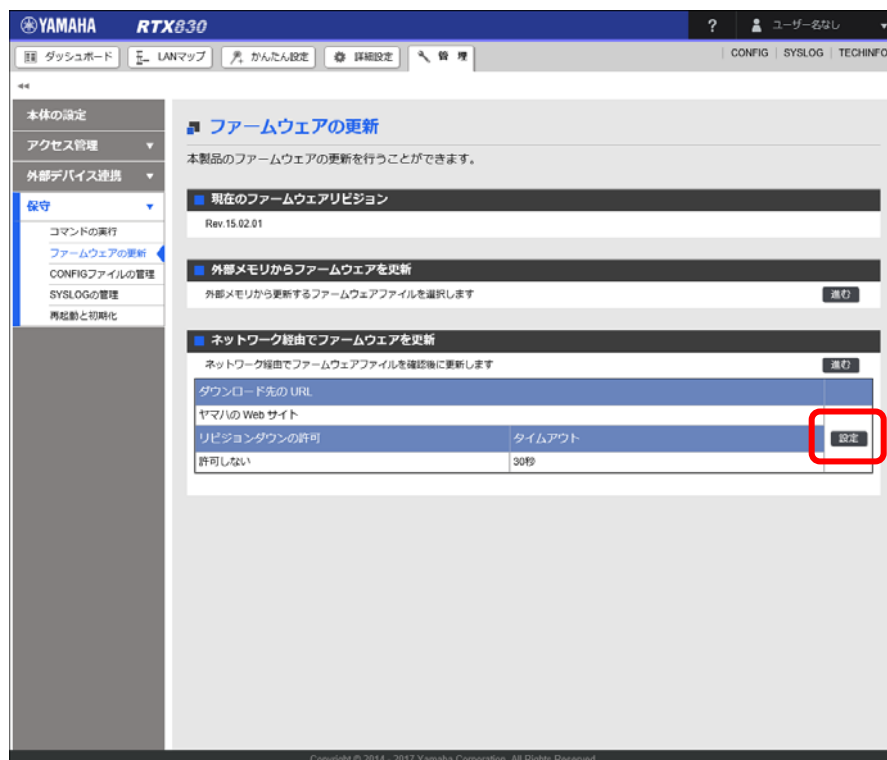 YAMAHA RTX830 ? ユーザー名なし
ダッシュボード LANマップ かんたん設定 詳細設定 管理 CONFIG SYSLOG TECHINFO
本体の設定
アクセス管理
外部デバイス連携
保守
コマンドの実行
ファームウェアの更新
CONFIGファイルの管理
SYSLOGの管理
再起動と初期化
ファームウェアの更新
本製品のファームウェアの更新を行うことができます。
現在のファームウェアリビジョン
Rev.15.02.01
外部メモリからファームウェアを更新
外部メモリから更新するファームウェアファイルを選択します 進む
ネットワーク経由でファームウェアを更新
ネットワーク経由でファームウェアファイルを確認後に更新します 進む
ダウンロード先の URL
ヤマハの Web サイト
リビジョンダウンの許可 タイムアウト 設定
許可しない 30秒
Copyright © 2014 - 2017 Yamaha Corporation. All Rights Reserved.